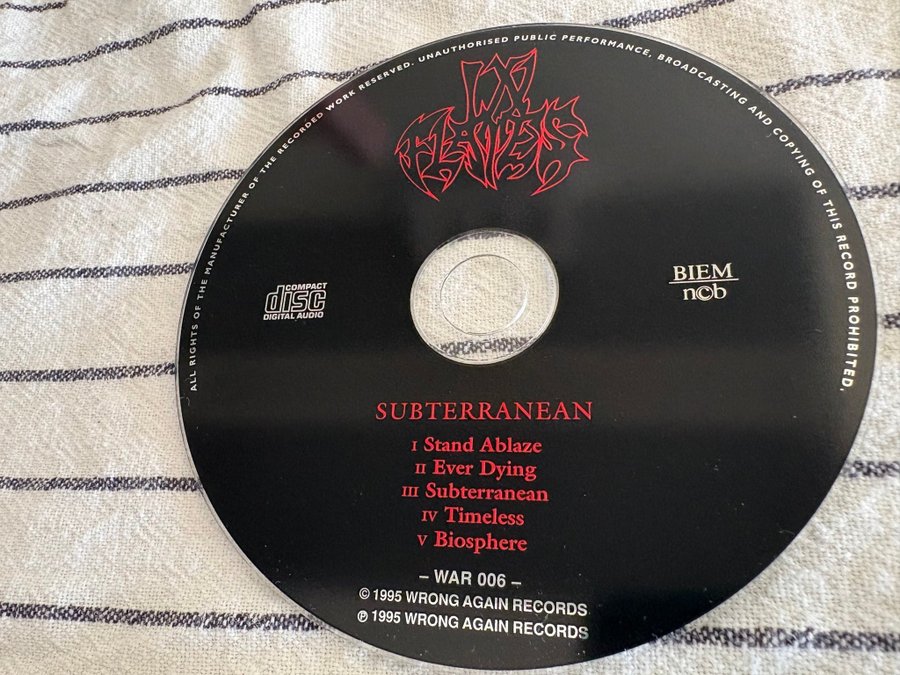 ALL RIGHTS OF THE MANUFACTURER OF THE RECORDED WORK RESERVED. UNAUTHORISED PUBLIC PERFORMANCE, BROADCASTING AND COPYING OF THIS RECORD PROHIBITED.
IN
FLAMES
COMPACT
disc
DIGITAL AUDIO
BIEM
n©b
SUBTERRANEAN
I Stand Ablaze
II Ever Dying
III Subterranean
IV Timeless
V Biosphere
– WAR 006 –
© 1995 WRONG AGAIN RECORDS
℗ 1995 WRONG AGAIN RECORDS